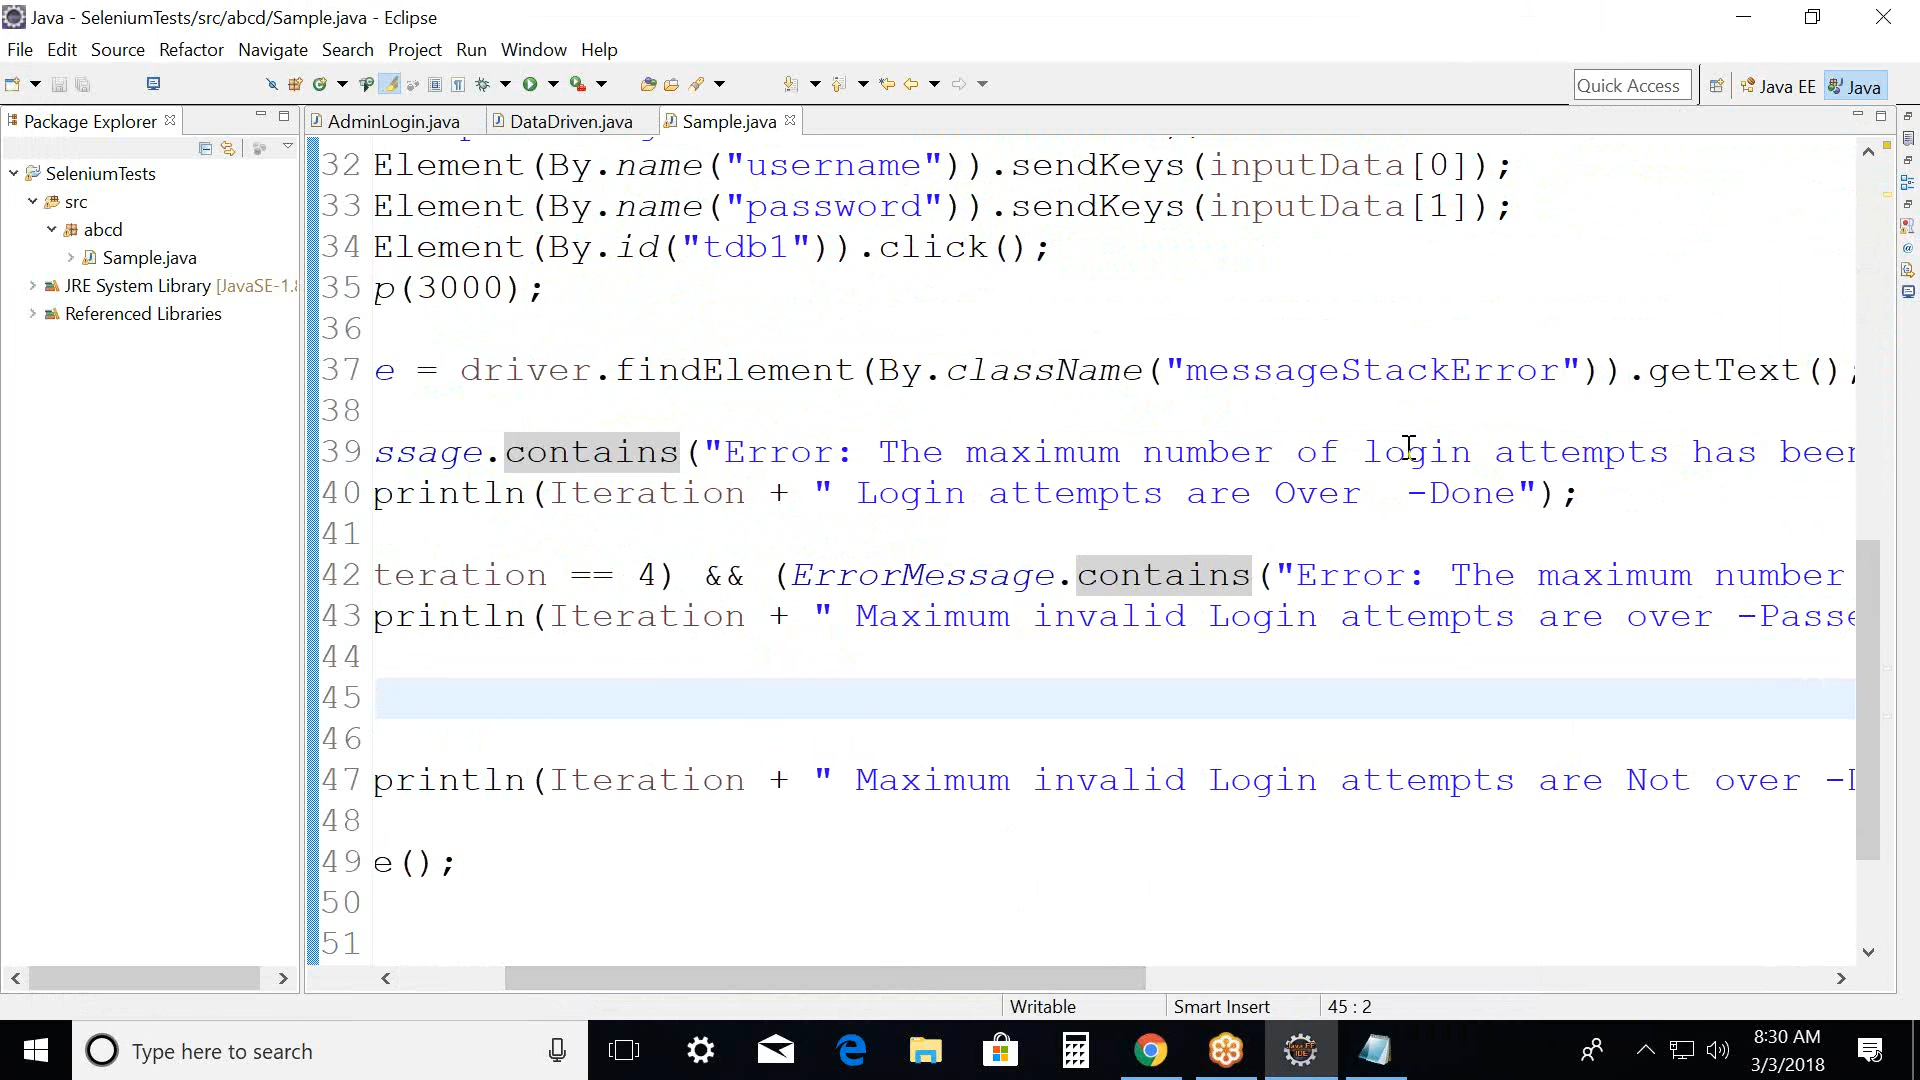 Java - SeleniumTests/src/abcd/Sample.java - Eclipse
File Edit Source Refactor Navigate Search Project Run Window Help
Quick Access Java EE Java
Package Explorer
AdminLogin.java DataDriven.java Sample.java
SeleniumTests
src
abcd
Sample.java
JRE System Library [JavaSE-1.8
Referenced Libraries
32 Element(By.name("username")).sendKeys(inputData[0]);
33 Element(By.name("password")).sendKeys(inputData[1]);
34 Element(By.id("tdb1")).click();
35 p(3000);
36
37 e = driver.findElement(By.className("messageStackError")).getText();
38
39 ssage.contains("Error: The maximum number of login attempts has been
40 println(Iteration + " Login attempts are Over  -Done");
41
42 teration == 4) && (ErrorMessage.contains("Error: The maximum number
43 println(Iteration + " Maximum invalid Login attempts are over -Passe
44
45
46
47 println(Iteration + " Maximum invalid Login attempts are Not over -
48
49 e();
50
51
Writable Smart Insert 45 : 2
Type here to search
8:30 AM
3/3/2018